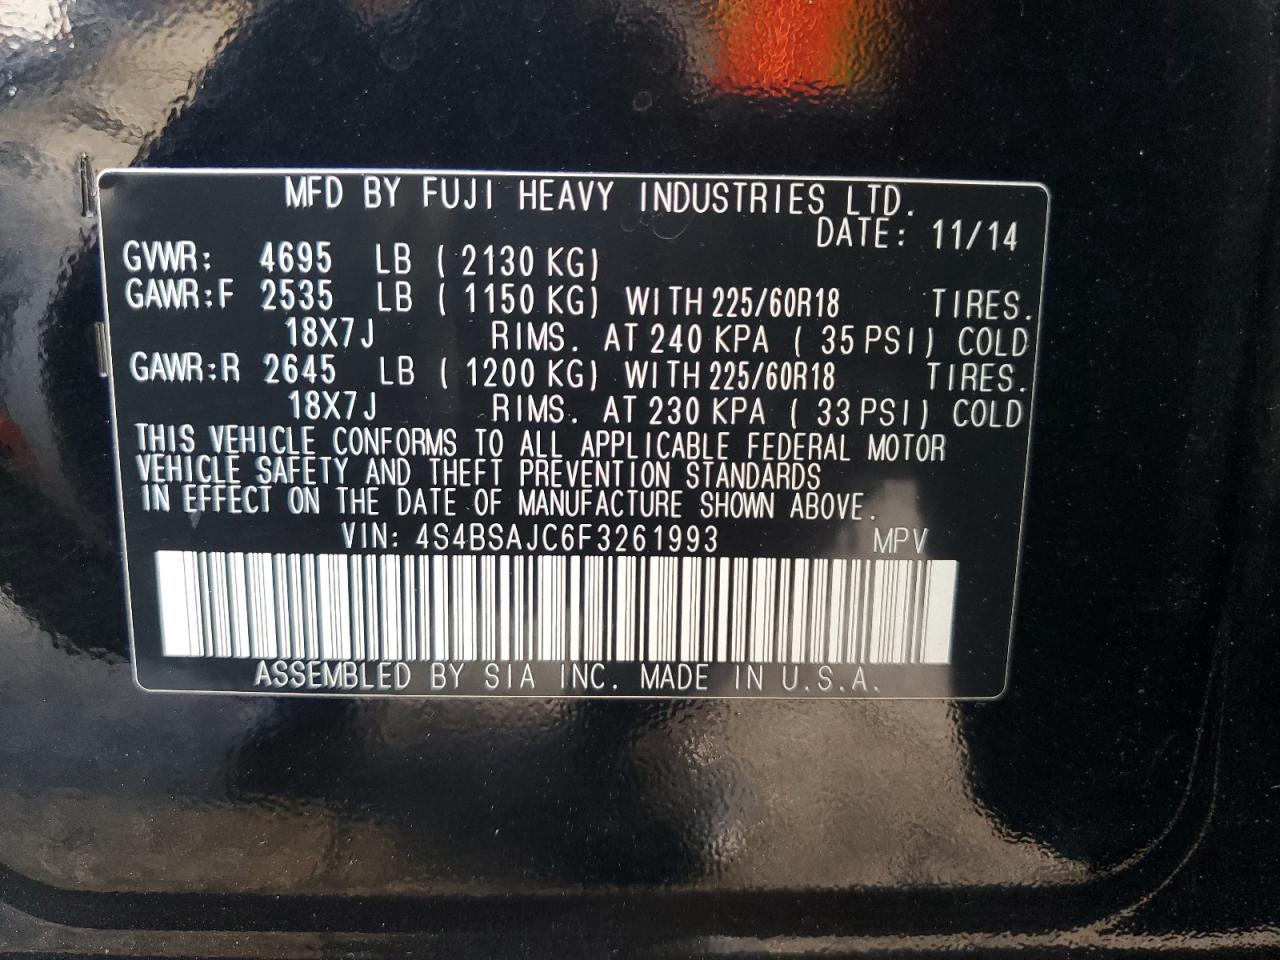 MFD BY FUJI HEAVY INDUSTRIES LTD.
DATE: 11/14
GVWR: 4695 LB ( 2130 KG)
GAWR:F 2535 LB ( 1150 KG) WITH 225/60R18 TIRES.
18X7J RIMS. AT 240 KPA ( 35 PSI) COLD
GAWR:R 2645 LB ( 1200 KG) WITH 225/60R18 TIRES.
18X7J RIMS. AT 230 KPA ( 33 PSI) COLD
THIS VEHICLE CONFORMS TO ALL APPLICABLE FEDERAL MOTOR
VEHICLE SAFETY AND THEFT PREVENTION STANDARDS
IN EFFECT ON THE DATE OF MANUFACTURE SHOWN ABOVE.
VIN: 4S4BSAJC6F3261993 MPV
ASSEMBLED BY SIA INC. MADE IN U.S.A.